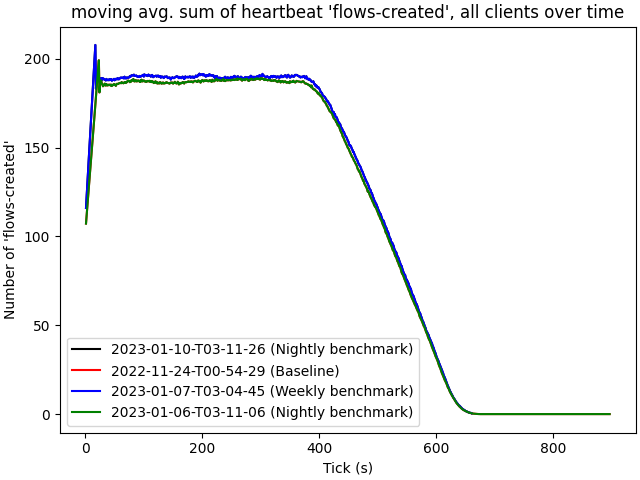 moving avg. sum of heartbeat 'flows-created', all clients over time
Number of 'flows-created'
200
150
100
50
0
2023-01-10-T03-11-26 (Nightly benchmark)
2022-11-24-T00-54-29 (Baseline)
2023-01-07-T03-04-45 (Weekly benchmark)
2023-01-06-T03-11-06 (Nightly benchmark)
0 200 400 600 800
Tick (s)